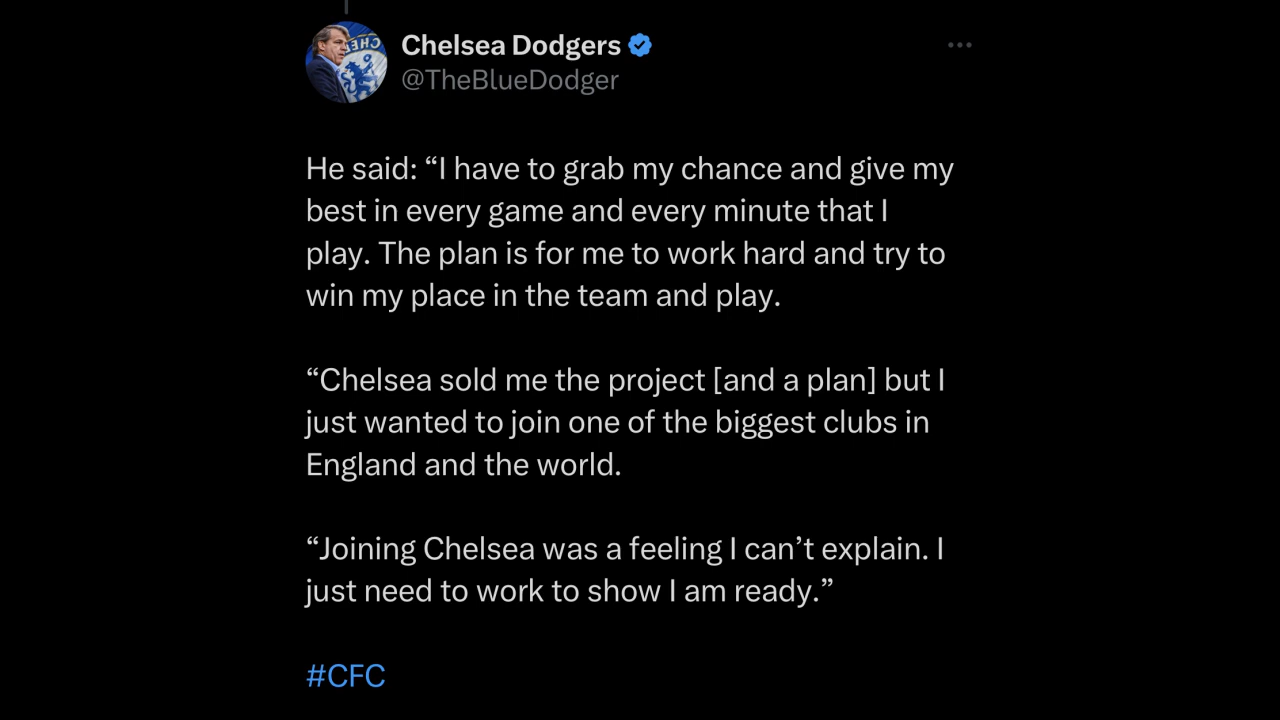 Chelsea Dodgers
@TheBlueDodger
He said: “I have to grab my chance and give my
best in every game and every minute that I
play. The plan is for me to work hard and try to
win my place in the team and play.
“Chelsea sold me the project [and a plan] but I
just wanted to join one of the biggest clubs in
England and the world.
“Joining Chelsea was a feeling I can’t explain. I
just need to work to show I am ready.”
#CFC